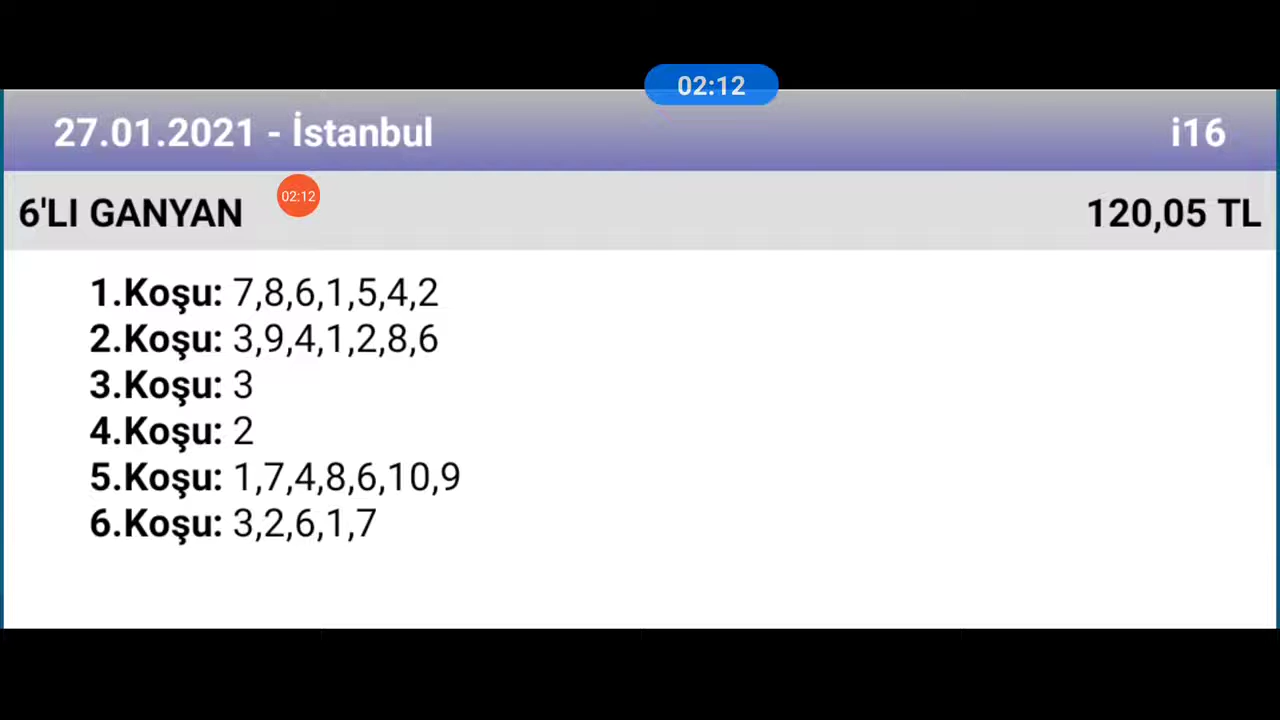 02:12
27.01.2021 - İstanbul i16
6'LI GANYAN 02:12 120,05 TL
1.Koşu: 7,8,6,1,5,4,2
2.Koşu: 3,9,4,1,2,8,6
3.Koşu: 3
4.Koşu: 2
5.Koşu: 1,7,4,8,6,10,9
6.Koşu: 3,2,6,1,7